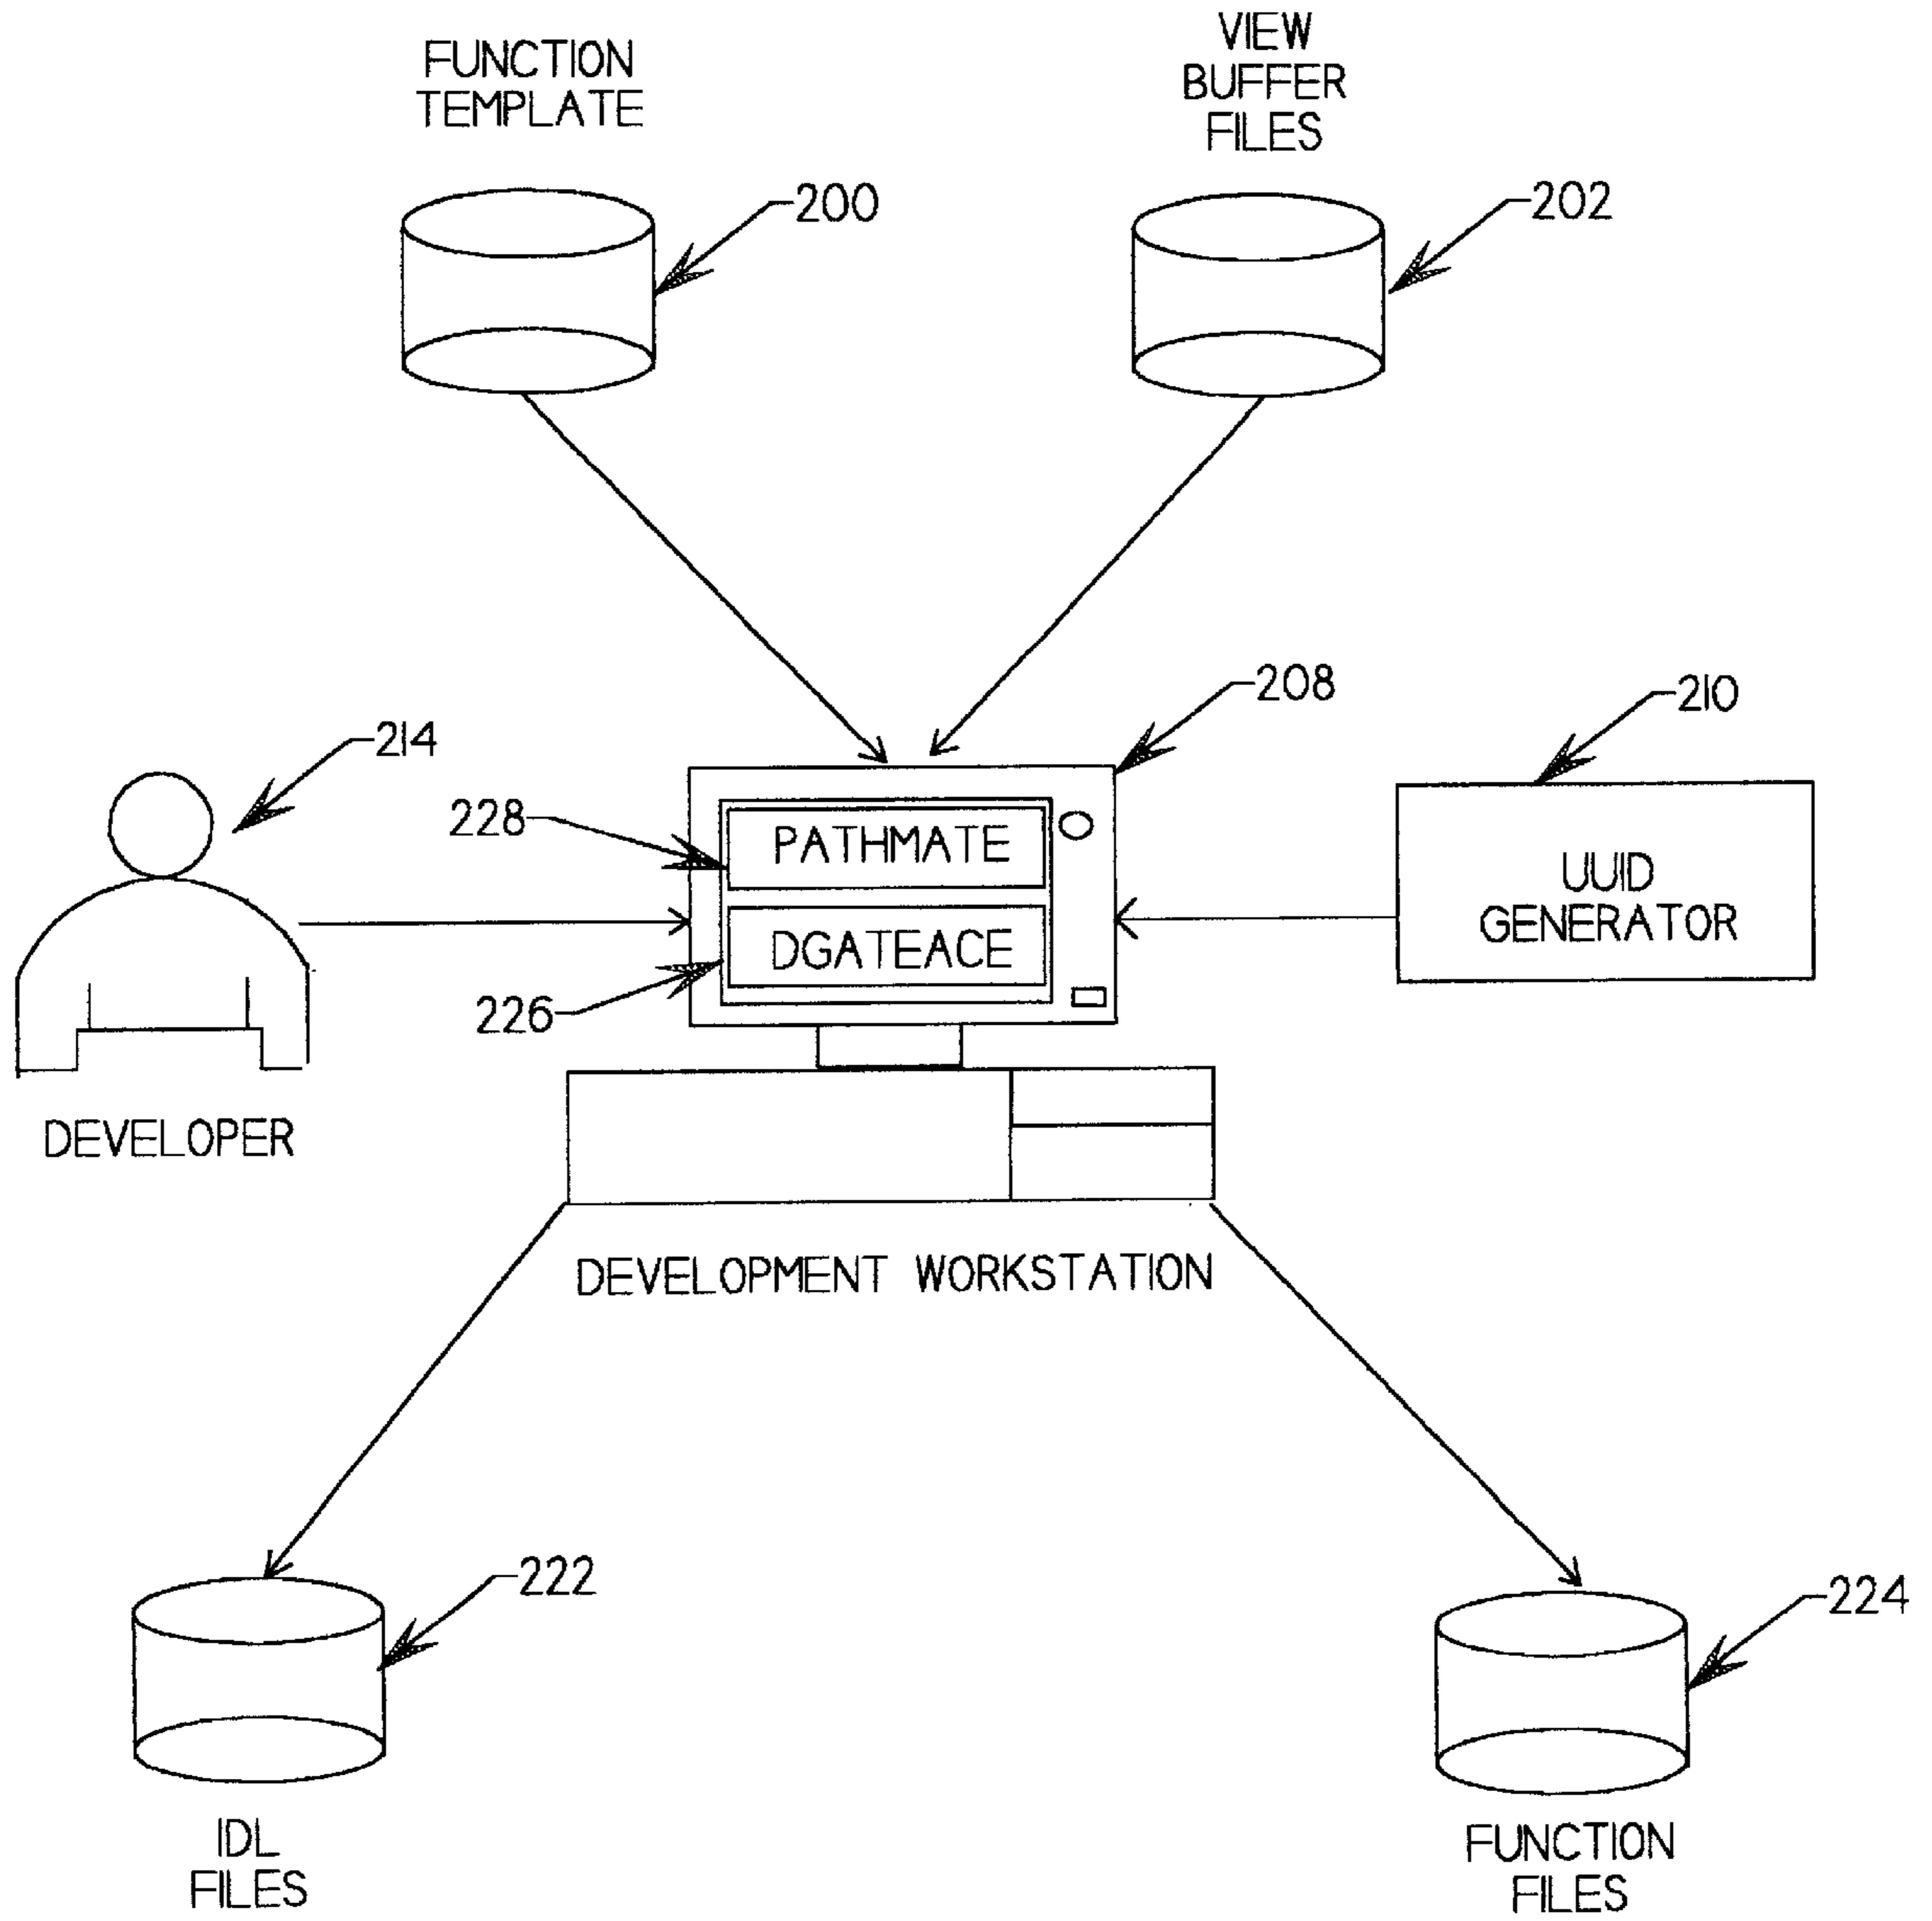 FUNCTION
TEMPLATE
VIEW
BUFFER
FILES
200
202
208
210
214
228
PATHMATE
UUID
GENERATOR
DGATEACE
226
DEVELOPER
DEVELOPMENT WORKSTATION
222
224
IDL
FILES
FUNCTION
FILES